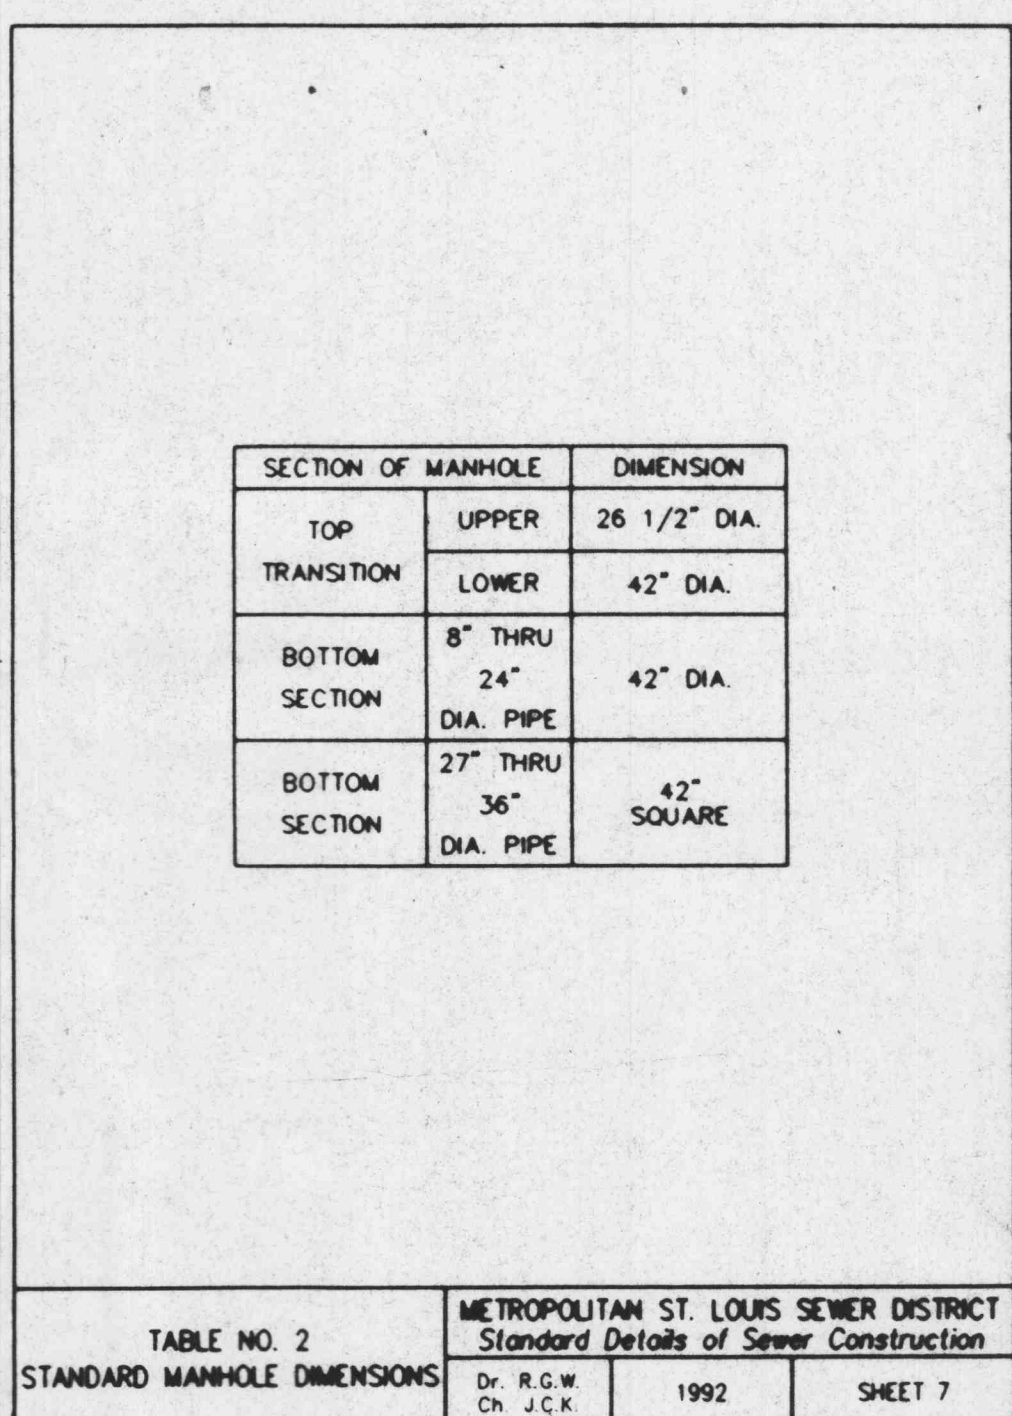 SECTION OF MANHOLE DIMENSION
TOP
TRANSITION
UPPER 26 1/2" DIA.
LOWER 42" DIA.
BOTTOM
SECTION
8" THRU
24"
DIA. PIPE
42" DIA.
BOTTOM
SECTION
27" THRU
36"
DIA. PIPE
42"
SQUARE
TABLE NO. 2
STANDARD MANHOLE DIMENSIONS
METROPOLITAN ST. LOUIS SEWER DISTRICT
Standard Details of Sewer Construction
Dr. R.G.W.
Ch. J.C.K.
1992
SHEET 7